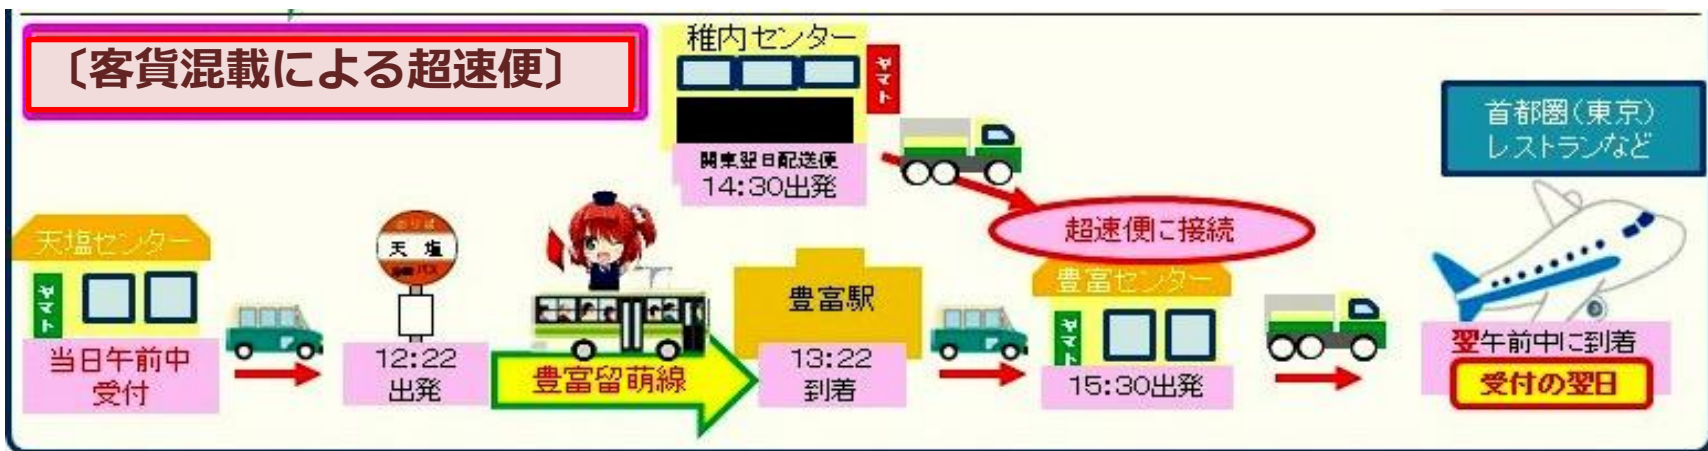 〔客貨混載による超速便〕
稚内センター
ヤマト
関東翌日配送便
14:30出発
首都圏(東京)
レストランなど
超速便に接続
天塩センター
ヤマト
当日午前中
受付
のりば
天 塩
バス
12:22
出発
豊富留萌線
豊富駅
13:22
到着
豊富センター
ヤマト
15:30出発
翌午前中に到着
受付の翌日